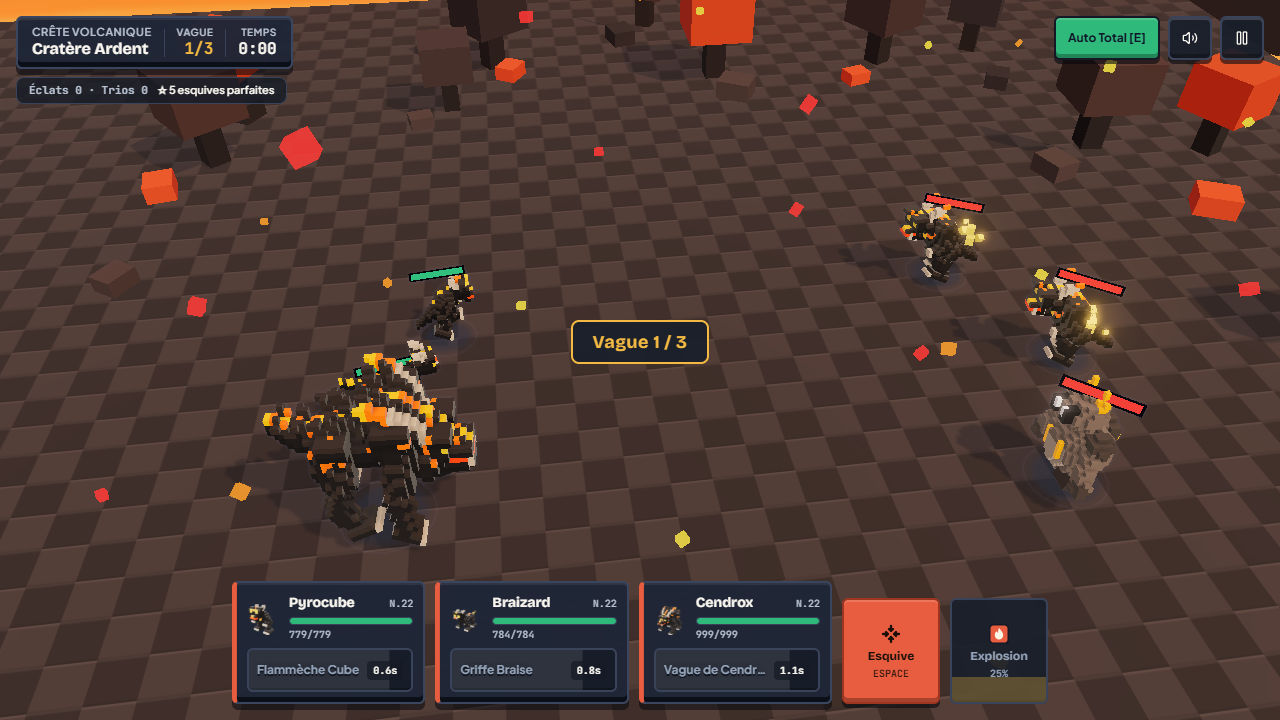 CRÊTE VOLCANIQUE
Cratère Ardent
VAGUE
1/3
TEMPS
0:00
Éclats 0 · Trios 0 ★ 5 esquives parfaites
Auto Total [E]
Vague 1 / 3
Pyrocube N.22
779/779
Flammèche Cube 0.6s
Braizard N.22
784/784
Griffe Braise 0.8s
Cendrox N.22
999/999
Vague de Cendr... 1.1s
Esquive
ESPACE
Explosion
25%